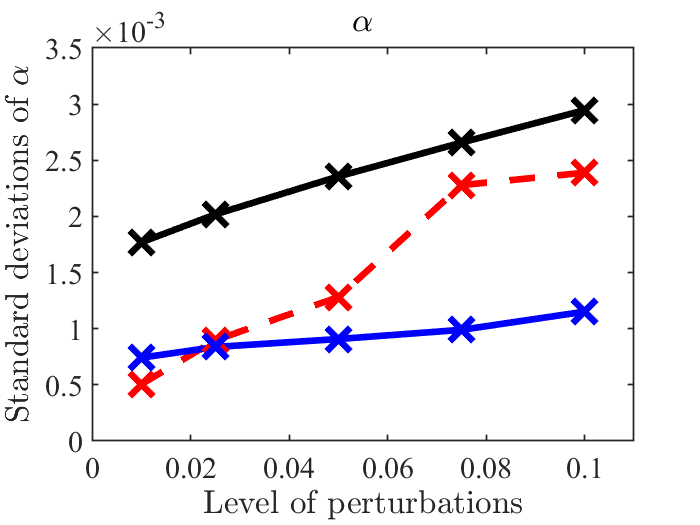 α
×10⁻³
3.5
3
2.5
2
1.5
1
0.5
0
Standard deviations of α
0 0.02 0.04 0.06 0.08 0.1
Level of perturbations